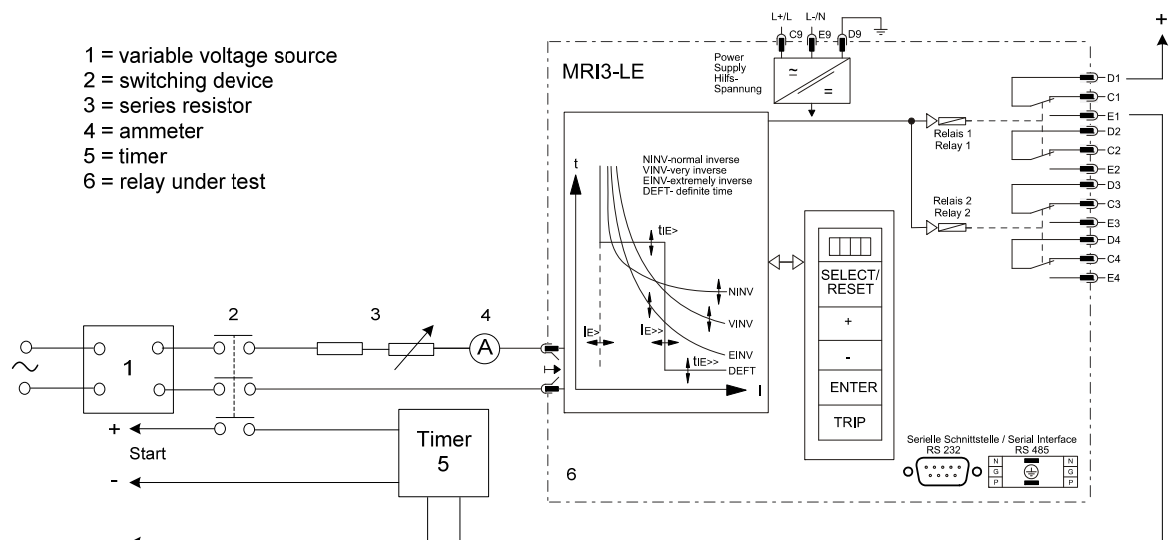 1 = variable voltage source
2 = switching device
3 = series resistor
4 = ammeter
5 = timer
6 = relay under test
L+/L
L-/N
C9
E9
D9
MRI3-LE
Power
Supply
Hilfs-
Spannung
~
=
+
D1
C1
E1
D2
C2
E2
D3
C3
E3
D4
C4
E4
Relais 1
Relay 1
Relais 2
Relay 2
t
NINV-normal inverse
VINV-very inverse
EINV-extremely inverse
DEFT- definite time
tIE>
NINV
VINV
EINV
DEFT
IE>
IE>>
tIE>>
I
SELECT/
RESET
+
-
ENTER
TRIP
1
2
3
4
A
~
+
Start
-
Timer
5
6
Serielle Schnittstelle / Serial Interface
RS 232
RS 485
N
G
P
N
G
P